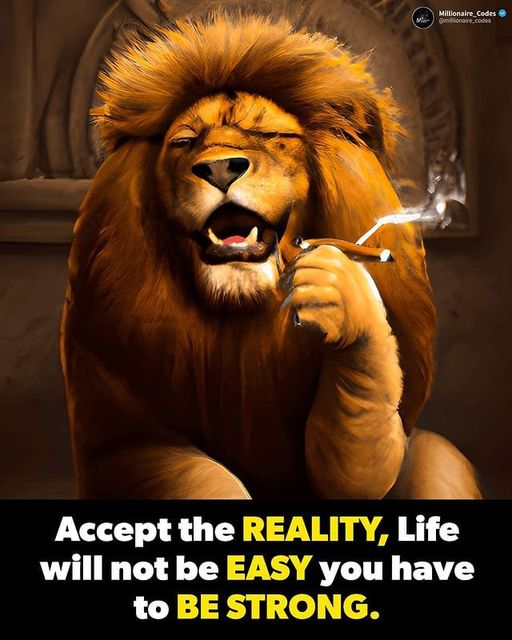 Millionaire_Codes
@millionaire_codes
Accept the REALITY, Life
will not be EASY you have
to BE STRONG.